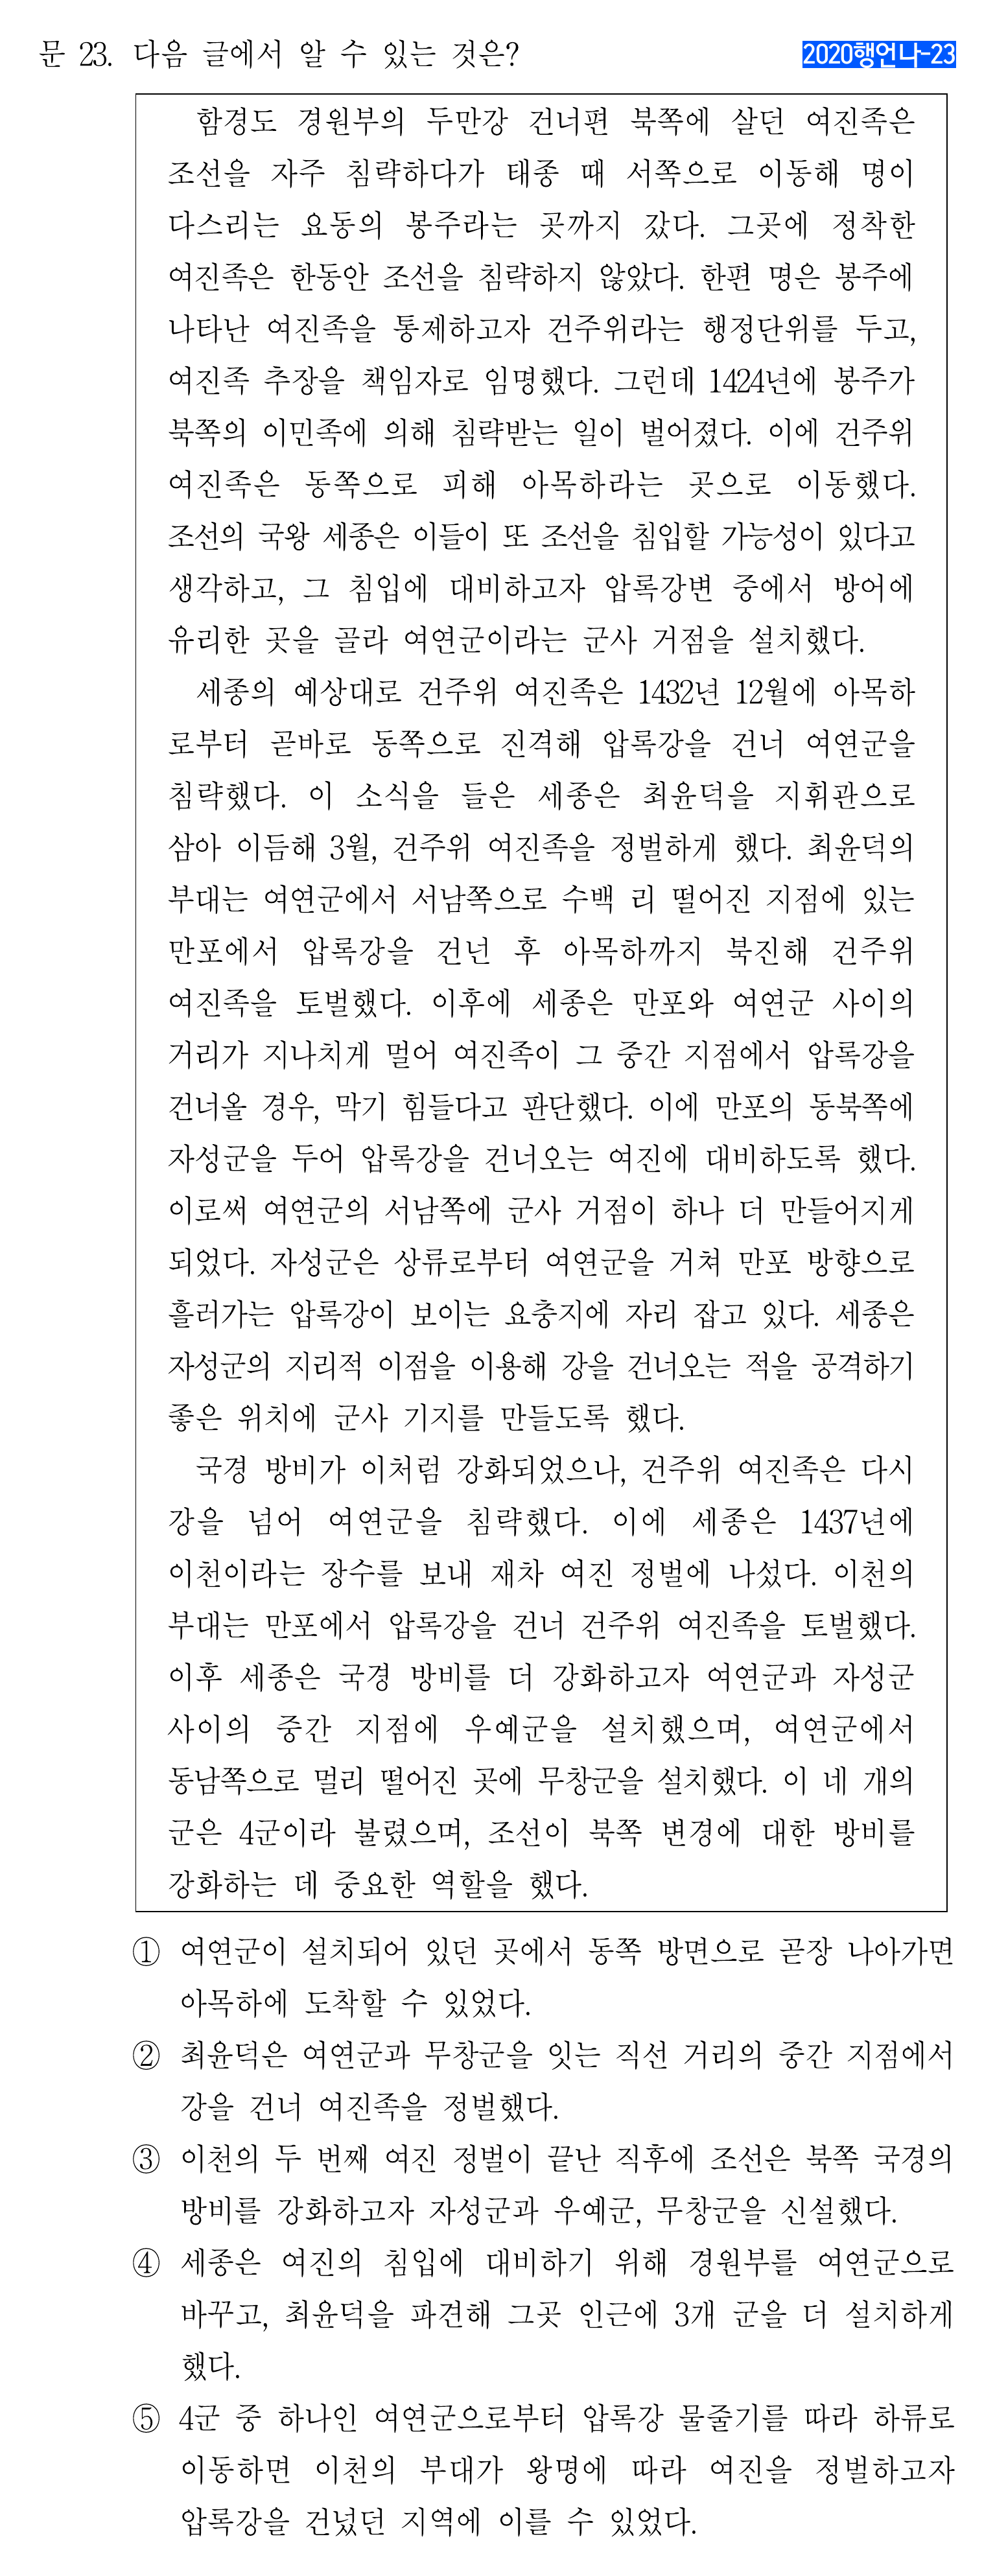 문 23. 다음 글에서 알 수 있는 것은? 2020행언나-23
함경도 경원부의 두만강 건너편 북쪽에 살던 여진족은
조선을 자주 침략하다가 태종 때 서쪽으로 이동해 명이
다스리는 요동의 봉주라는 곳까지 갔다. 그곳에 정착한
여진족은 한동안 조선을 침략하지 않았다. 한편 명은 봉주에
나타난 여진족을 통제하고자 건주위라는 행정단위를 두고,
여진족 추장을 책임자로 임명했다. 그런데 1424년에 봉주가
북쪽의 이민족에 의해 침략받는 일이 벌어졌다. 이에 건주위
여진족은 동쪽으로 피해 아목하라는 곳으로 이동했다.
조선의 국왕 세종은 이들이 또 조선을 침입할 가능성이 있다고
생각하고, 그 침입에 대비하고자 압록강변 중에서 방어에
유리한 곳을 골라 여연군이라는 군사 거점을 설치했다.
세종의 예상대로 건주위 여진족은 1432년 12월에 아목하
로부터 곧바로 동쪽으로 진격해 압록강을 건너 여연군을
침략했다. 이 소식을 들은 세종은 최윤덕을 지휘관으로
삼아 이듬해 3월, 건주위 여진족을 정벌하게 했다. 최윤덕의
부대는 여연군에서 서남쪽으로 수백 리 떨어진 지점에 있는
만포에서 압록강을 건넌 후 아목하까지 북진해 건주위
여진족을 토벌했다. 이후에 세종은 만포와 여연군 사이의
거리가 지나치게 멀어 여진족이 그 중간 지점에서 압록강을
건너올 경우, 막기 힘들다고 판단했다. 이에 만포의 동북쪽에
자성군을 두어 압록강을 건너오는 여진에 대비하도록 했다.
이로써 여연군의 서남쪽에 군사 거점이 하나 더 만들어지게
되었다. 자성군은 상류로부터 여연군을 거쳐 만포 방향으로
흘러가는 압록강이 보이는 요충지에 자리 잡고 있다. 세종은
자성군의 지리적 이점을 이용해 강을 건너오는 적을 공격하기
좋은 위치에 군사 기지를 만들도록 했다.
국경 방비가 이처럼 강화되었으나, 건주위 여진족은 다시
강을 넘어 여연군을 침략했다. 이에 세종은 1437년에
이천이라는 장수를 보내 재차 여진 정벌에 나섰다. 이천의
부대는 만포에서 압록강을 건너 건주위 여진족을 토벌했다.
이후 세종은 국경 방비를 더 강화하고자 여연군과 자성군
사이의 중간 지점에 우예군을 설치했으며, 여연군에서
동남쪽으로 멀리 떨어진 곳에 무창군을 설치했다. 이 네 개의
군은 4군이라 불렸으며, 조선이 북쪽 변경에 대한 방비를
강화하는 데 중요한 역할을 했다.
① 여연군이 설치되어 있던 곳에서 동쪽 방면으로 곧장 나아가면
아목하에 도착할 수 있었다.
② 최윤덕은 여연군과 무창군을 잇는 직선 거리의 중간 지점에서
강을 건너 여진족을 정벌했다.
③ 이천의 두 번째 여진 정벌이 끝난 직후에 조선은 북쪽 국경의
방비를 강화하고자 자성군과 우예군, 무창군을 신설했다.
④ 세종은 여진의 침입에 대비하기 위해 경원부를 여연군으로
바꾸고, 최윤덕을 파견해 그곳 인근에 3개 군을 더 설치하게
했다.
⑤ 4군 중 하나인 여연군으로부터 압록강 물줄기를 따라 하류로
이동하면 이천의 부대가 왕명에 따라 여진을 정벌하고자
압록강을 건넜던 지역에 이를 수 있었다.